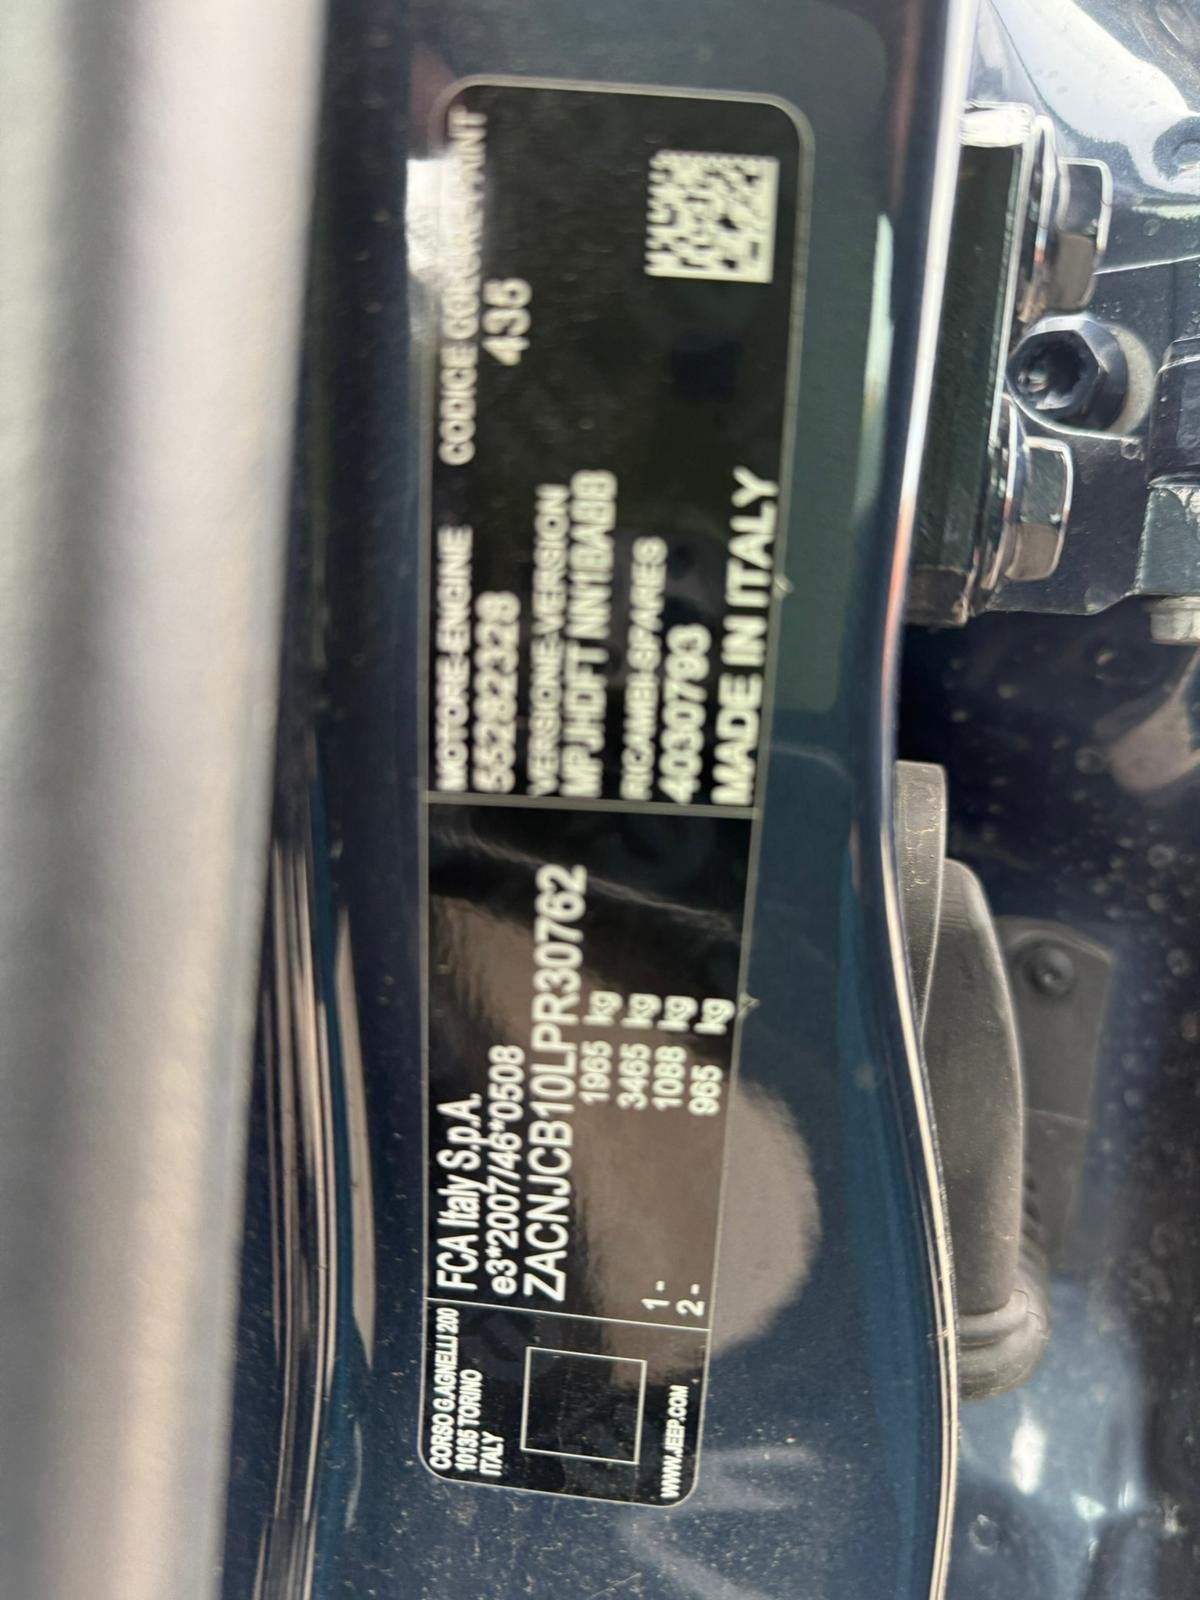 CORSO G.AGNELLI 200
10135 TORINO
ITALY
WWW.JEEP.COM
FCA Italy S.p.A.
e3*2007/46*0508
ZACNJCB10LPR30762
1965 kg
3465 kg
1- 1088 kg
2- 965 kg
MOTORE-ENGINE
55282328
VERSIONE-VERSION
MPJHDFT NN1BA8B
RICAMBI-SPARES
4030793
MADE IN ITALY
CODICE COLORE-PAINT
435